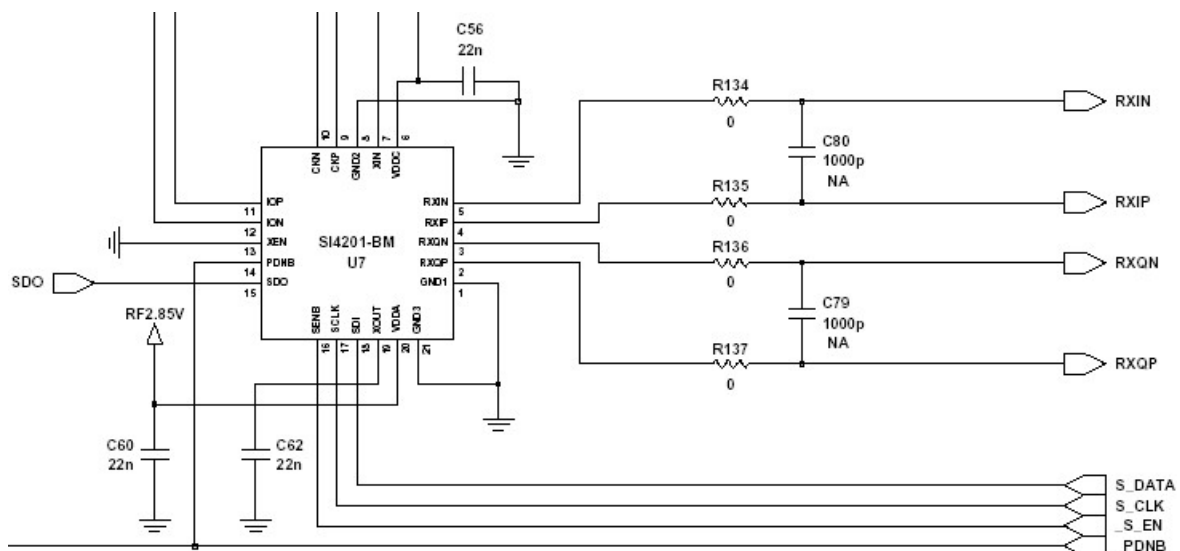 C56
22n
R134
0
RXIN
C80
1000p
NA
10
9
8
7
6
CKN
CKP
GND2
XIN
VDDC
IOP
11
RXIN
5
R135
0
RXIP
ION
12
RXIP
4
XEN
13
SI4201-BM
RXQN
3
R136
0
RXQN
PDNB
14
U7
RXQP
2
SDO
SDO
15
GND1
1
C79
1000p
NA
RF2.85V
SENB
SCLK
SDI
XOUT
VDDA
GND3
16
17
18
19
20
21
R137
0
RXQP
C60
22n
C62
22n
S_DATA
S_CLK
_S_EN
PDNB